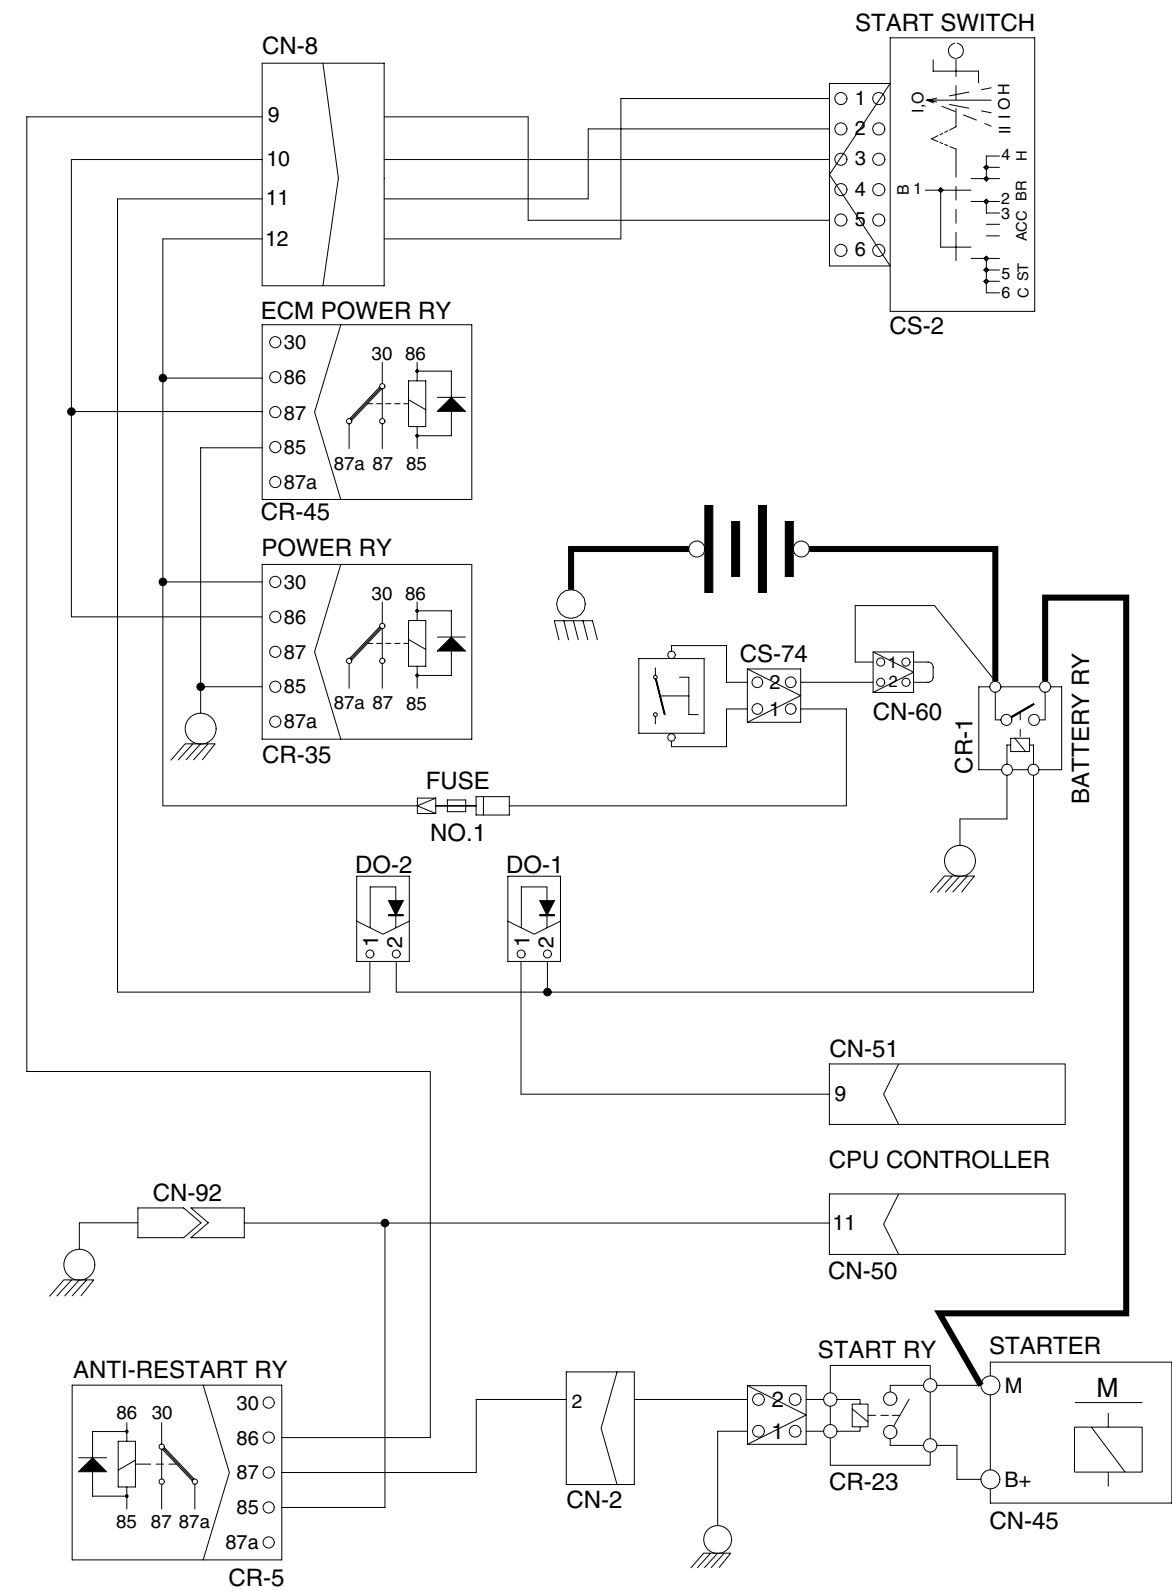 START SWITCH
CN-8
9
10
11
12
1
2
3
4
5
6
I,O
H
O
I
II
B 1
4 H
BR
2
3
ACC
5 ST
6 C
CS-2
ECM POWER RY
30
86
87
85
87a
30 86
87a 87 85
CR-45
POWER RY
30
86
87
85
87a
30 86
87a 87 85
CR-35
CS-74
2
1
1
2
CN-60
CR-1
BATTERY RY
FUSE
NO.1
DO-2
1 2
DO-1
1 2
CN-51
9
CPU CONTROLLER
CN-92
11
CN-50
ANTI-RESTART RY
86 30
85 87 87a
30
86
87
85
87a
CR-5
2
CN-2
START RY
2
1
CR-23
STARTER
M
M
B+
CN-45